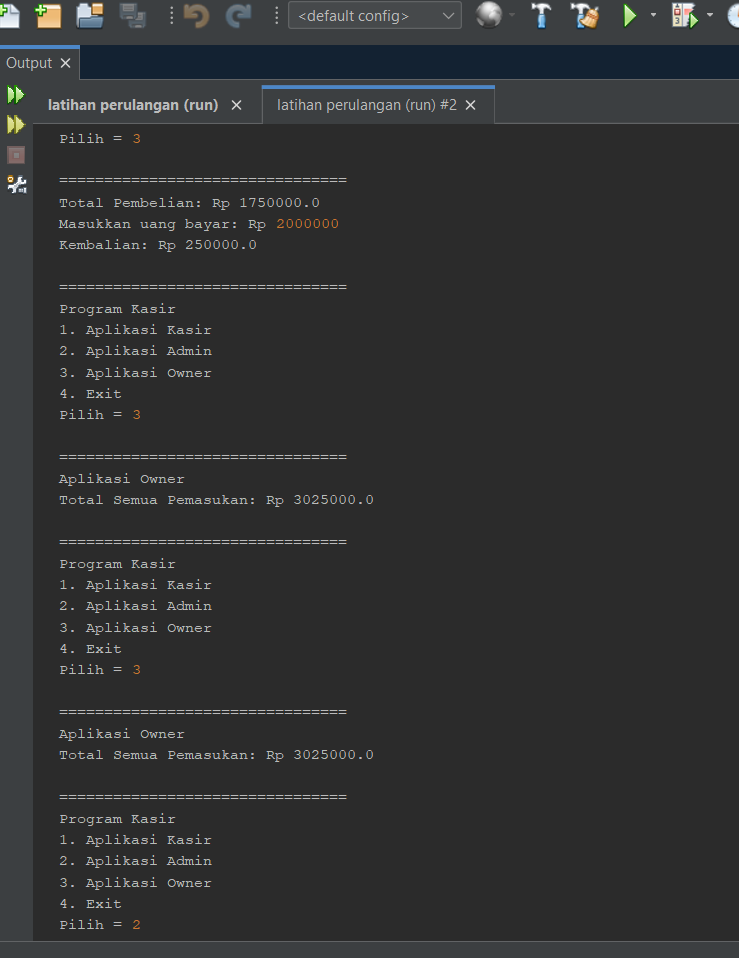 <default config>
Output
latihan perulangan (run)
latihan perulangan (run) #2
Pilih = 3
================================
Total Pembelian: Rp 1750000.0
Masukkan uang bayar: Rp 2000000
Kembalian: Rp 250000.0
================================
Program Kasir
1. Aplikasi Kasir
2. Aplikasi Admin
3. Aplikasi Owner
4. Exit
Pilih = 3
================================
Aplikasi Owner
Total Semua Pemasukan: Rp 3025000.0
================================
Program Kasir
1. Aplikasi Kasir
2. Aplikasi Admin
3. Aplikasi Owner
4. Exit
Pilih = 3
================================
Aplikasi Owner
Total Semua Pemasukan: Rp 3025000.0
================================
Program Kasir
1. Aplikasi Kasir
2. Aplikasi Admin
3. Aplikasi Owner
4. Exit
Pilih = 2